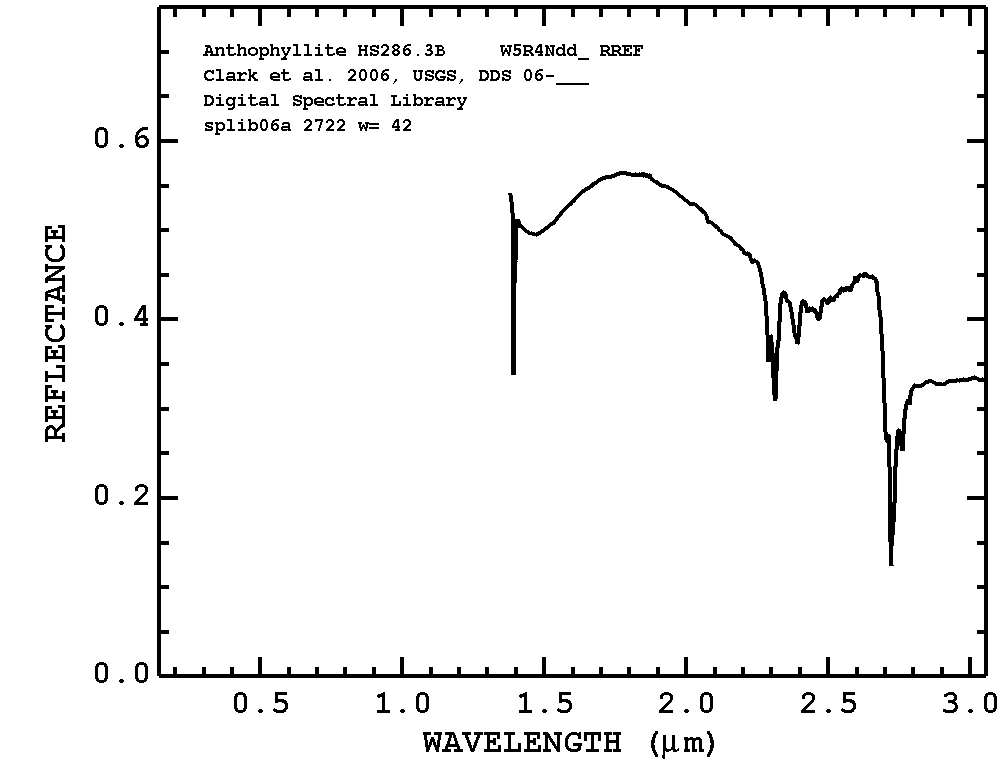 Anthophyllite HS286.3B W5R4Ndd_ RREF
Clark et al. 2006, USGS, DDS 06-___
Digital Spectral Library
splib06a 2722 w= 42
0.6
0.4
0.2
0.0
REFLECTANCE
0.5 1.0 1.5 2.0 2.5 3.0
WAVELENGTH (μm)